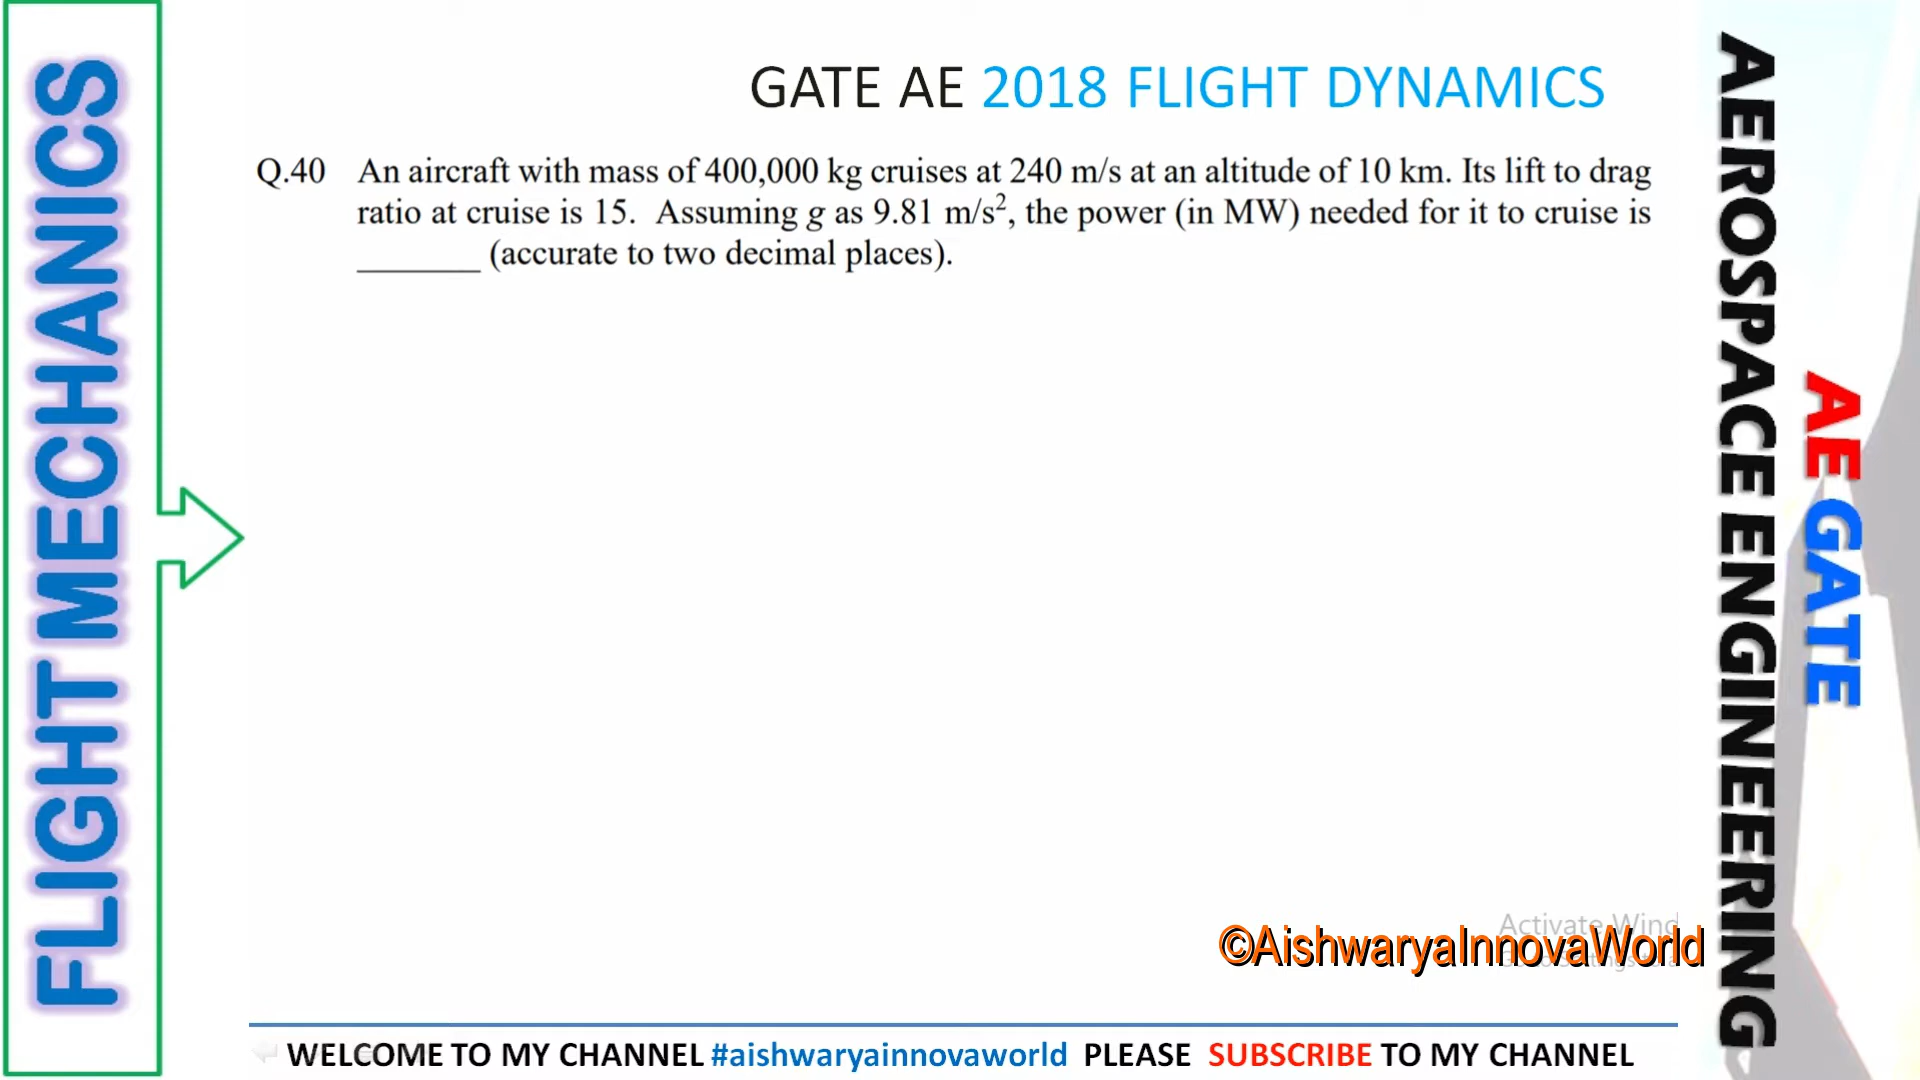 FLIGHT MECHANICS
GATE AE 2018 FLIGHT DYNAMICS
Q.40 An aircraft with mass of 400,000 kg cruises at 240 m/s at an altitude of 10 km. Its lift to drag
ratio at cruise is 15. Assuming g as 9.81 m/s², the power (in MW) needed for it to cruise is
_______ (accurate to two decimal places).
AEROSPACE ENGINEERING
AE GATE
Activate Wind
©AishwaryaInnovaWorld
WELCOME TO MY CHANNEL #aishwaryainnovaworld PLEASE SUBSCRIBE TO MY CHANNEL